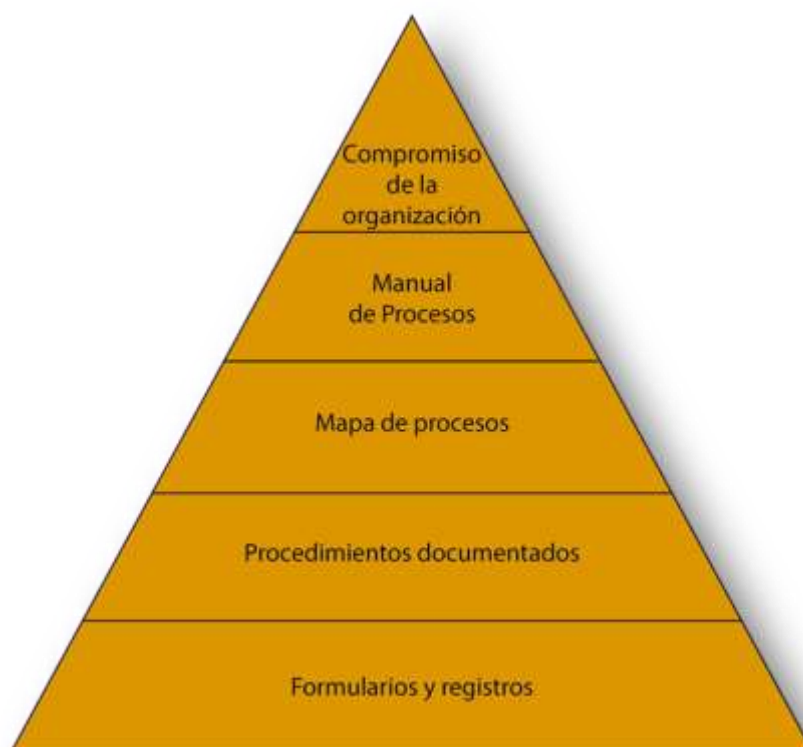 Compromiso
de la
organización
Manual
de Procesos
Mapa de procesos
Procedimientos documentados
Formularios y registros